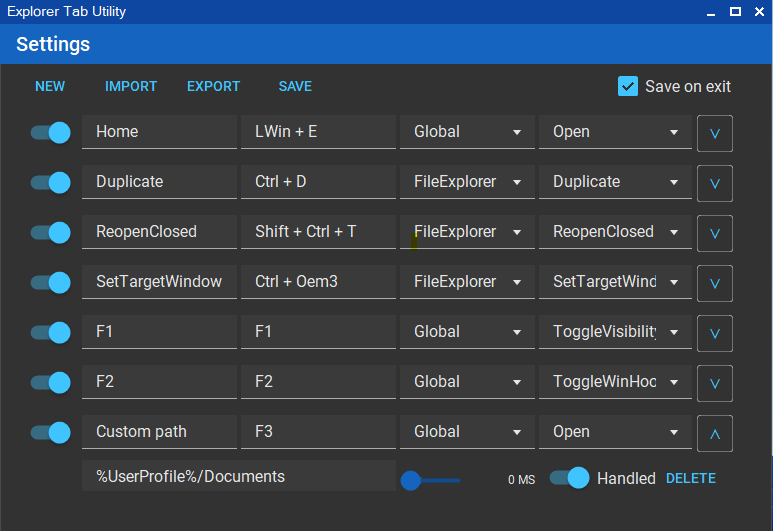 Explorer Tab Utility
Settings
NEW IMPORT EXPORT SAVE Save on exit
Home LWin + E Global Open
Duplicate Ctrl + D FileExplorer Duplicate
ReopenClosed Shift + Ctrl + T FileExplorer ReopenClosed
SetTargetWindow Ctrl + Oem3 FileExplorer SetTargetWind
F1 F1 Global ToggleVisibility
F2 F2 Global ToggleWinHoo
Custom path F3 Global Open
%UserProfile%/Documents 0 MS Handled DELETE